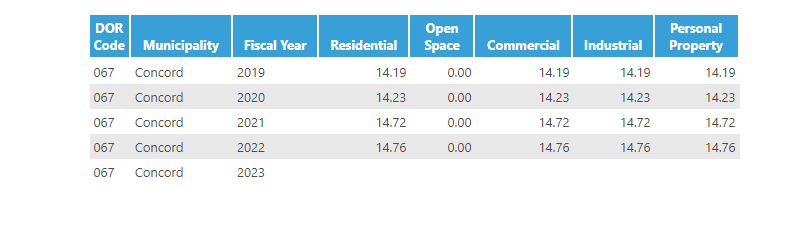 DOR Code Municipality Fiscal Year Residential Open Space Commercial Industrial Personal Property
067 Concord 2019 14.19 0.00 14.19 14.19 14.19
067 Concord 2020 14.23 0.00 14.23 14.23 14.23
067 Concord 2021 14.72 0.00 14.72 14.72 14.72
067 Concord 2022 14.76 0.00 14.76 14.76 14.76
067 Concord 2023